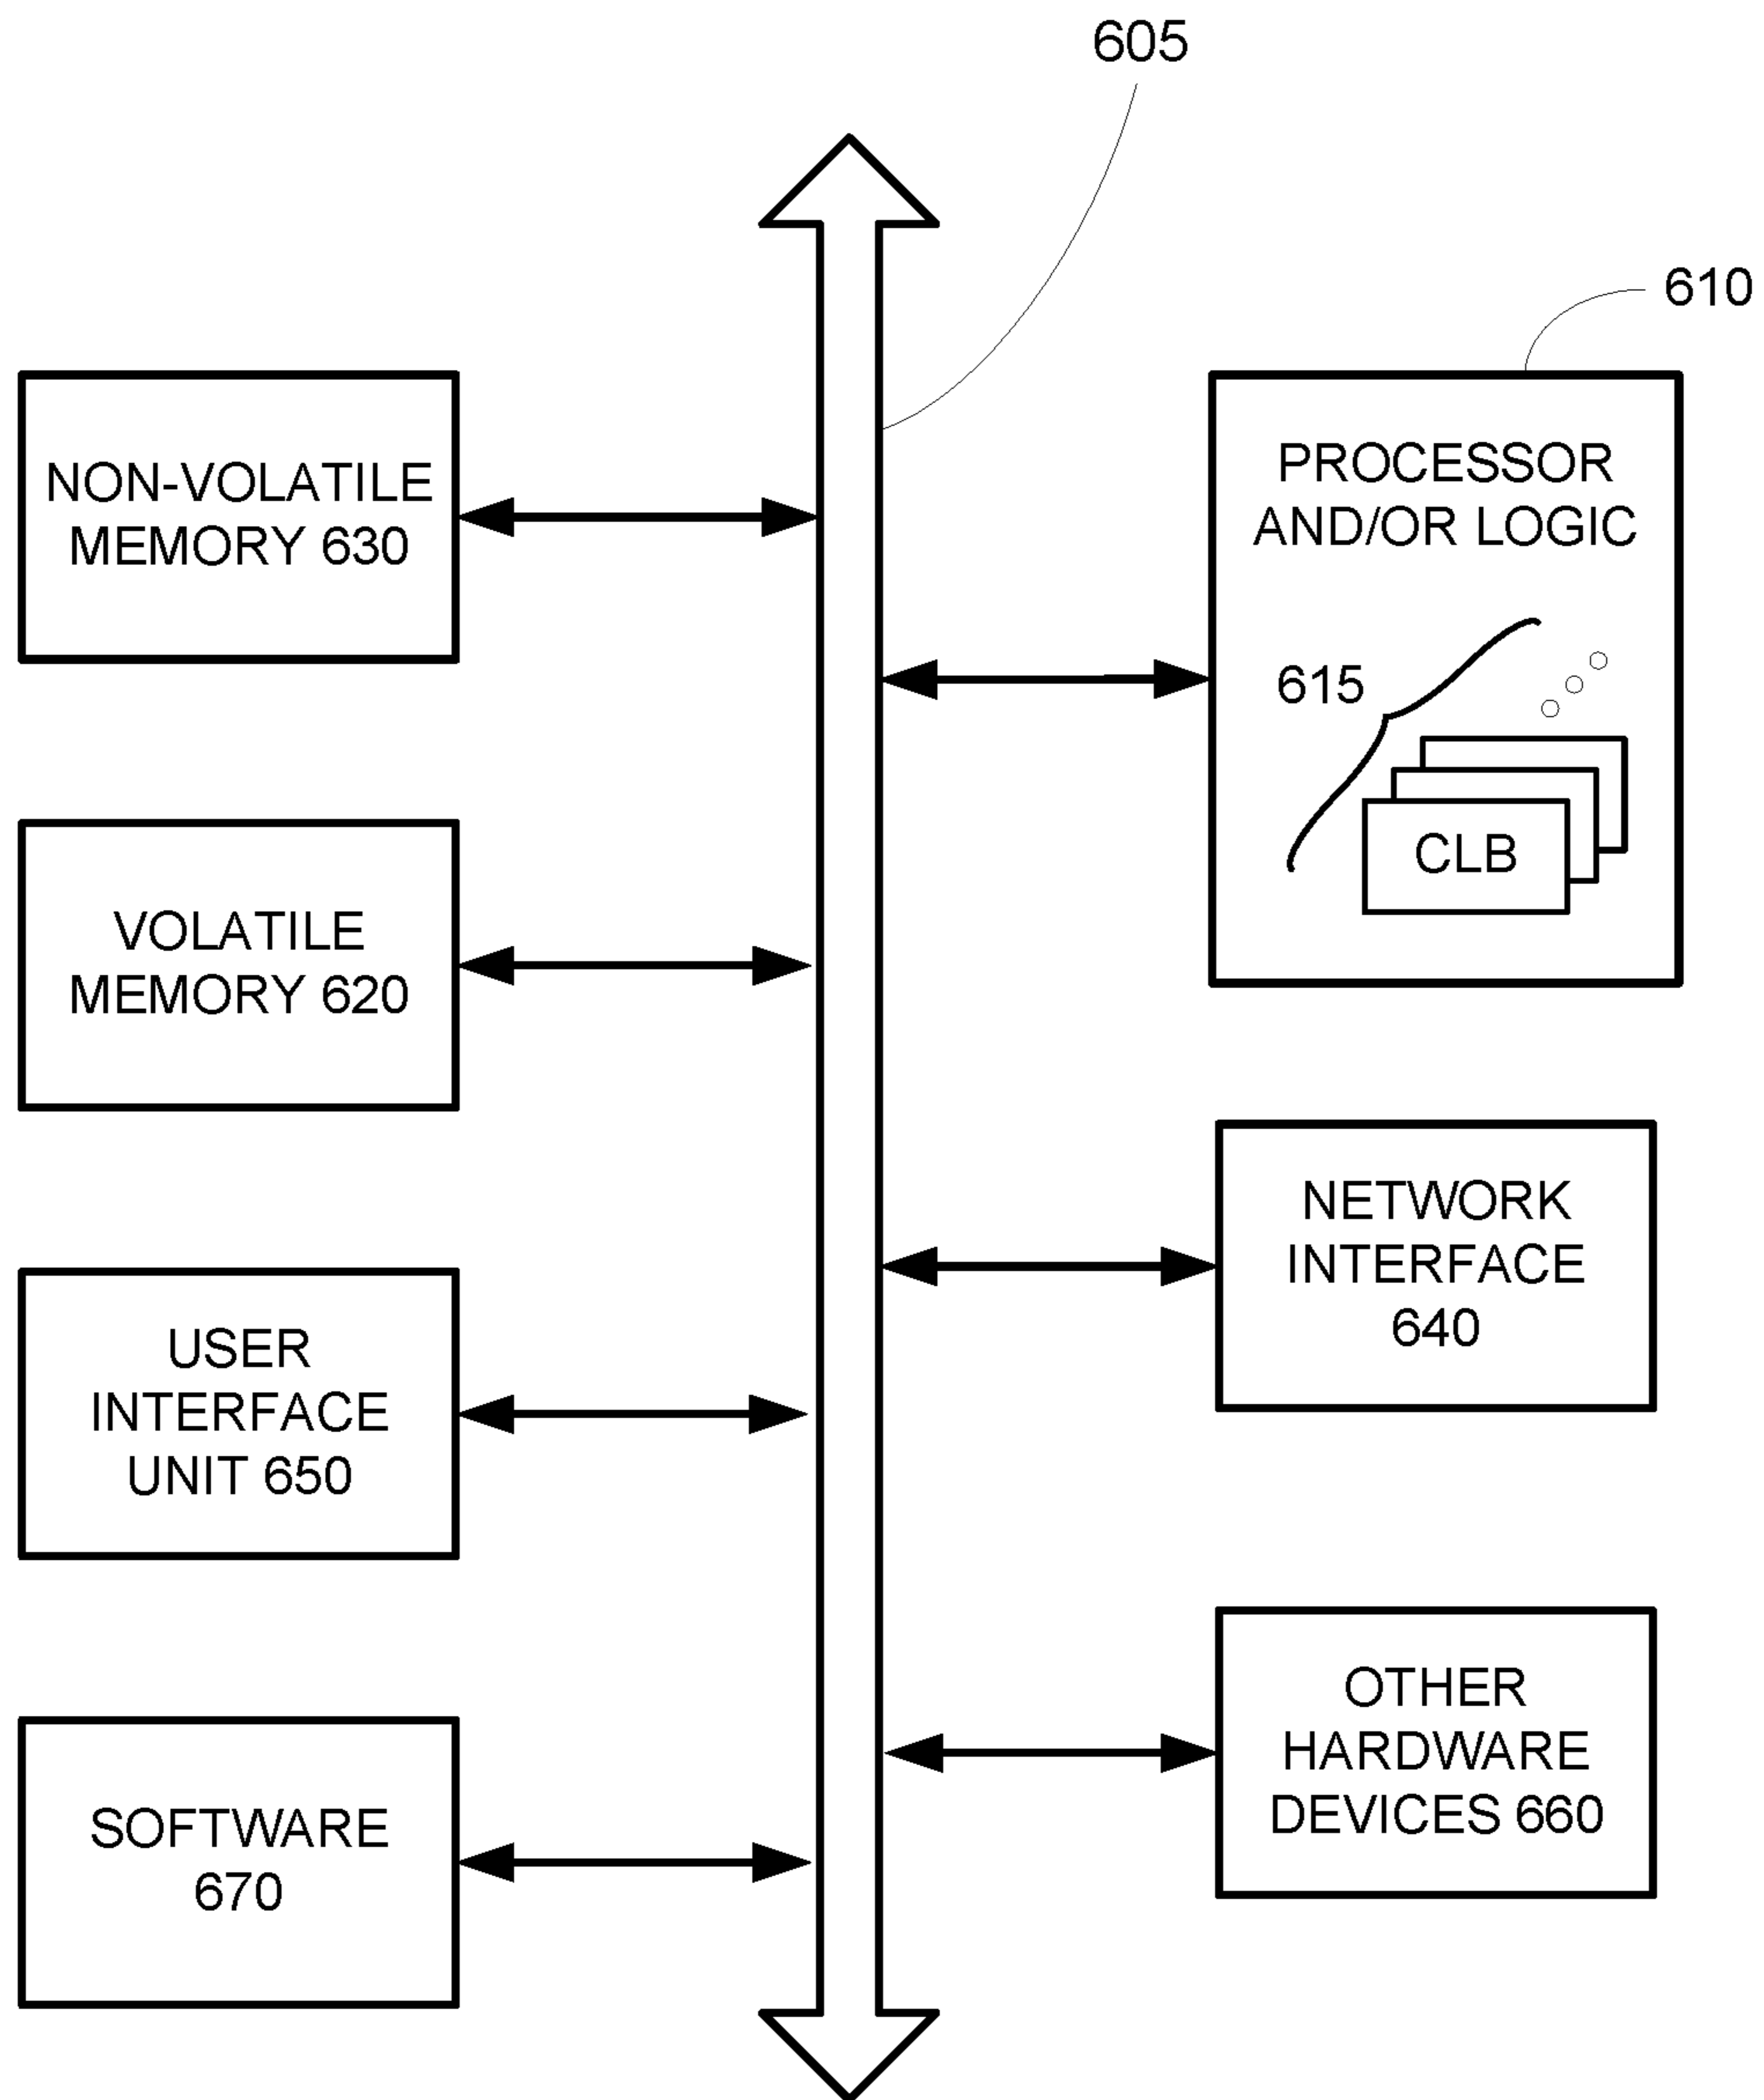 605
610
NON-VOLATILE
MEMORY 630
PROCESSOR
AND/OR LOGIC
615
CLB
VOLATILE
MEMORY 620
NETWORK
INTERFACE
640
USER
INTERFACE
UNIT 650
OTHER
HARDWARE
DEVICES 660
SOFTWARE
670